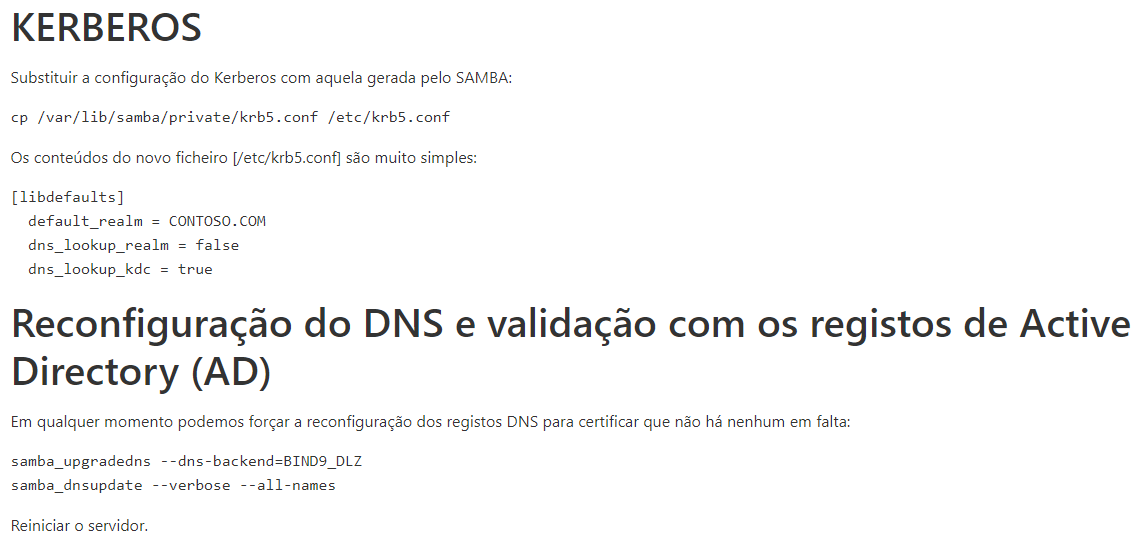 KERBEROS
Substituir a configuração do Kerberos com aquela gerada pelo SAMBA:
cp /var/lib/samba/private/krb5.conf /etc/krb5.conf
Os conteúdos do novo ficheiro [/etc/krb5.conf] são muito simples:
[libdefaults]
  default_realm = CONTOSO.COM
  dns_lookup_realm = false
  dns_lookup_kdc = true
Reconfiguração do DNS e validação com os registos de Active
Directory (AD)
Em qualquer momento podemos forçar a reconfiguração dos registos DNS para certificar que não há nenhum em falta:
samba_upgradedns --dns-backend=BIND9_DLZ
samba_dnsupdate --verbose --all-names
Reiniciar o servidor.